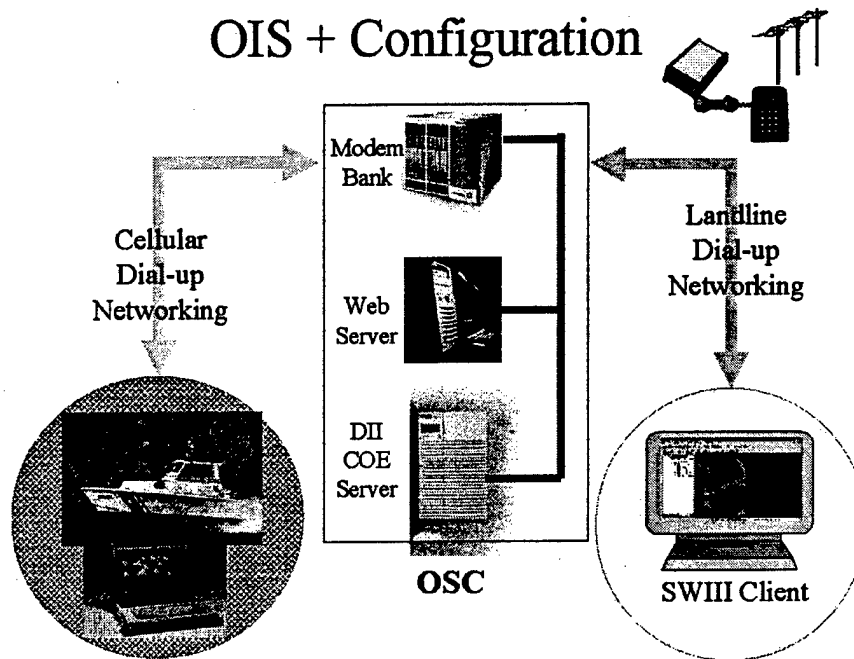 OIS + Configuration
Modem
Bank
Cellular
Dial-up
Networking
Landline
Dial-up
Networking
Web
Server
DII
COE
Server
OSC
SWIII Client